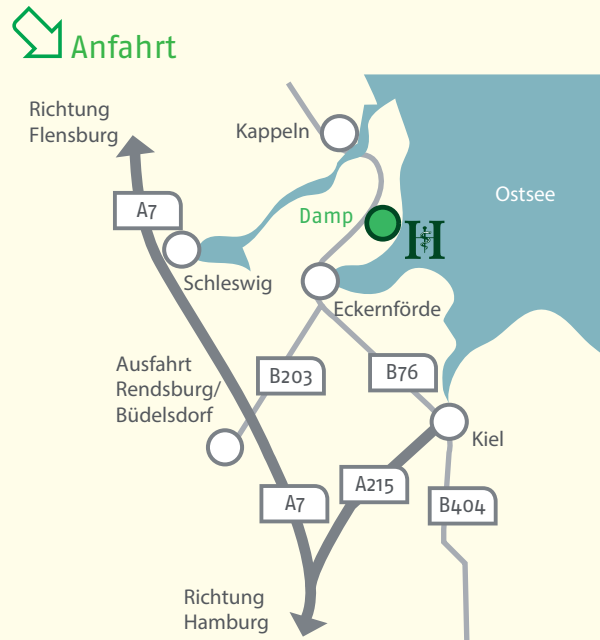 Anfahrt
Richtung
Flensburg
Kappeln
A7
Damp
Ostsee
H
Schleswig
Eckernförde
Ausfahrt
Rendsburg/
Büdelsdorf
B203
B76
Kiel
A215
A7
B404
Richtung
Hamburg